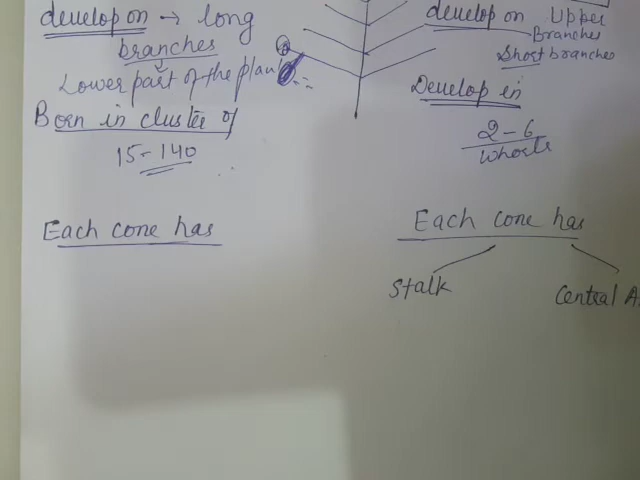 develop on → long
branches
Lower part of the plant
Born in cluster of
15-140
Each cone has
develop on Upper
Branches
Short branches
Develop in
2-6
whorls
Each cone has
Stalk
Central A